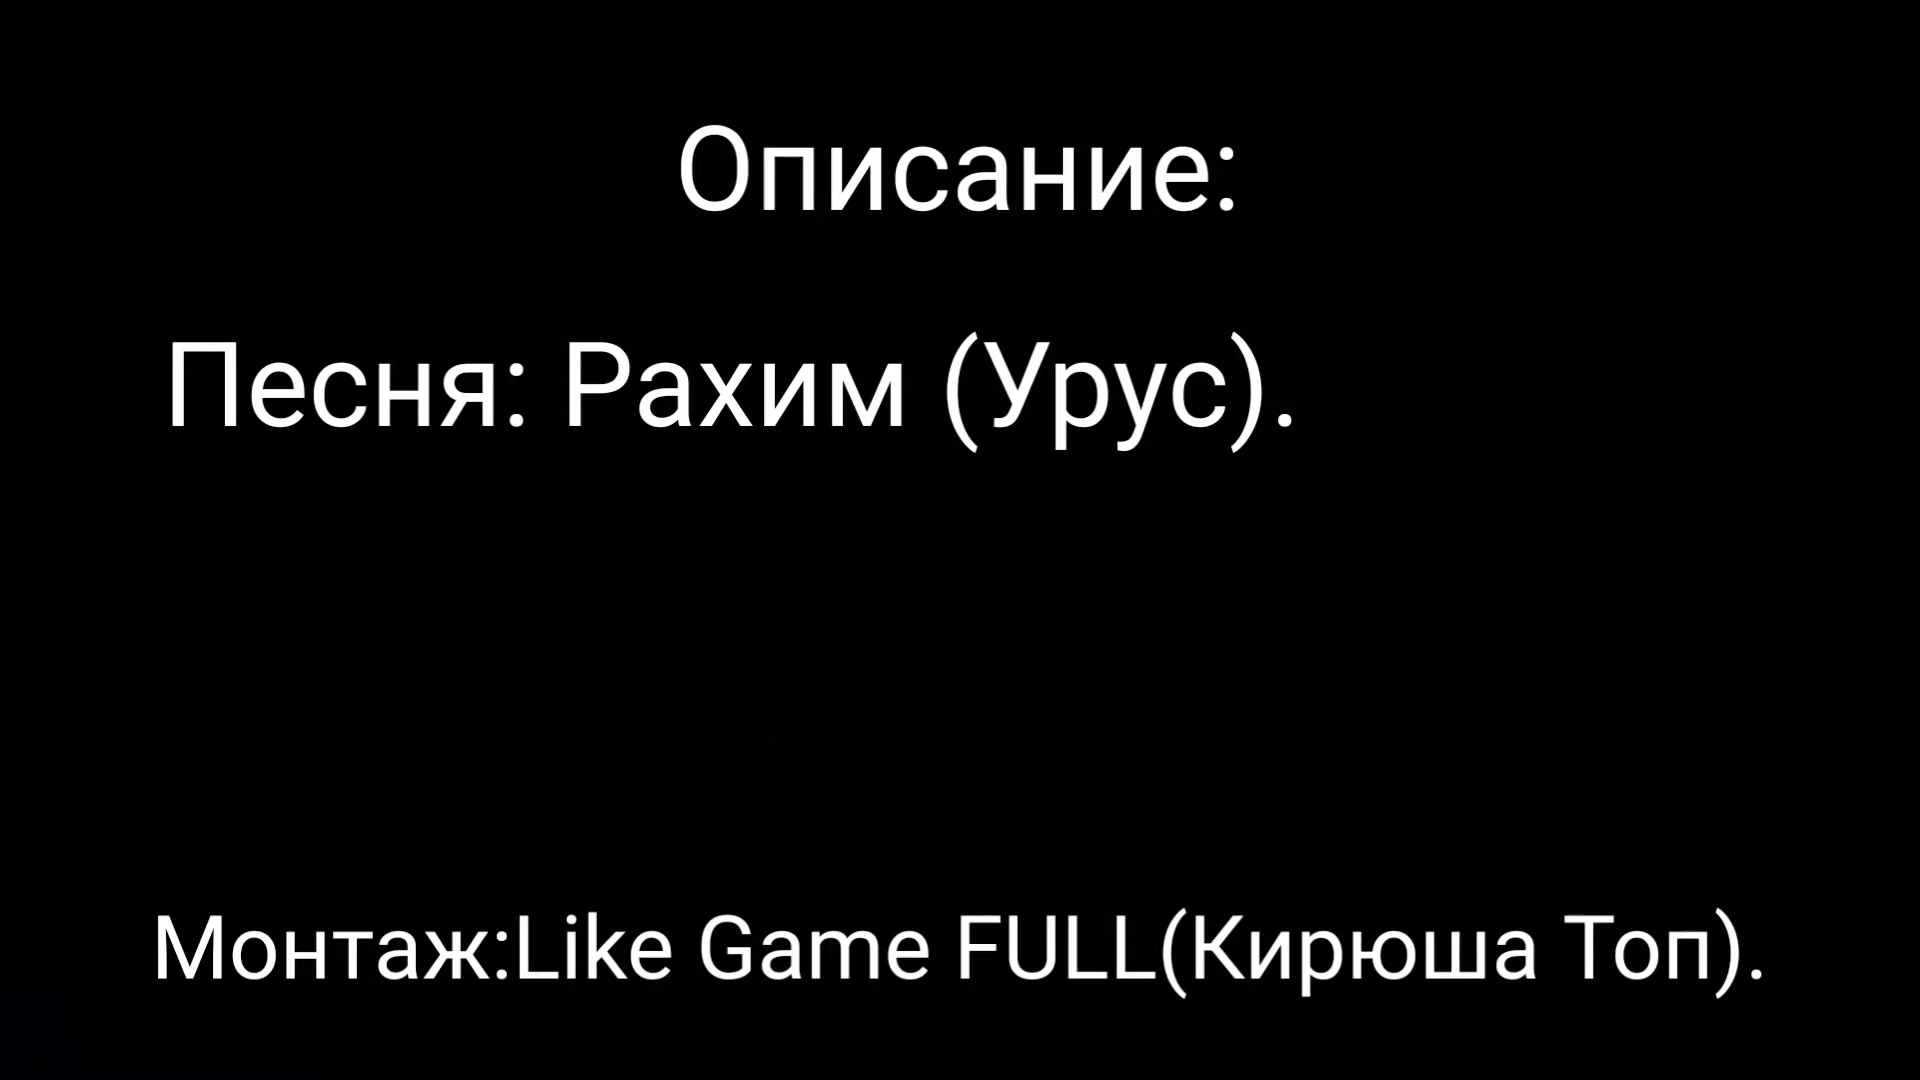 Описание:
Песня: Рахим (Урус).
Монтаж:Like Game FULL(Кирюша Топ).